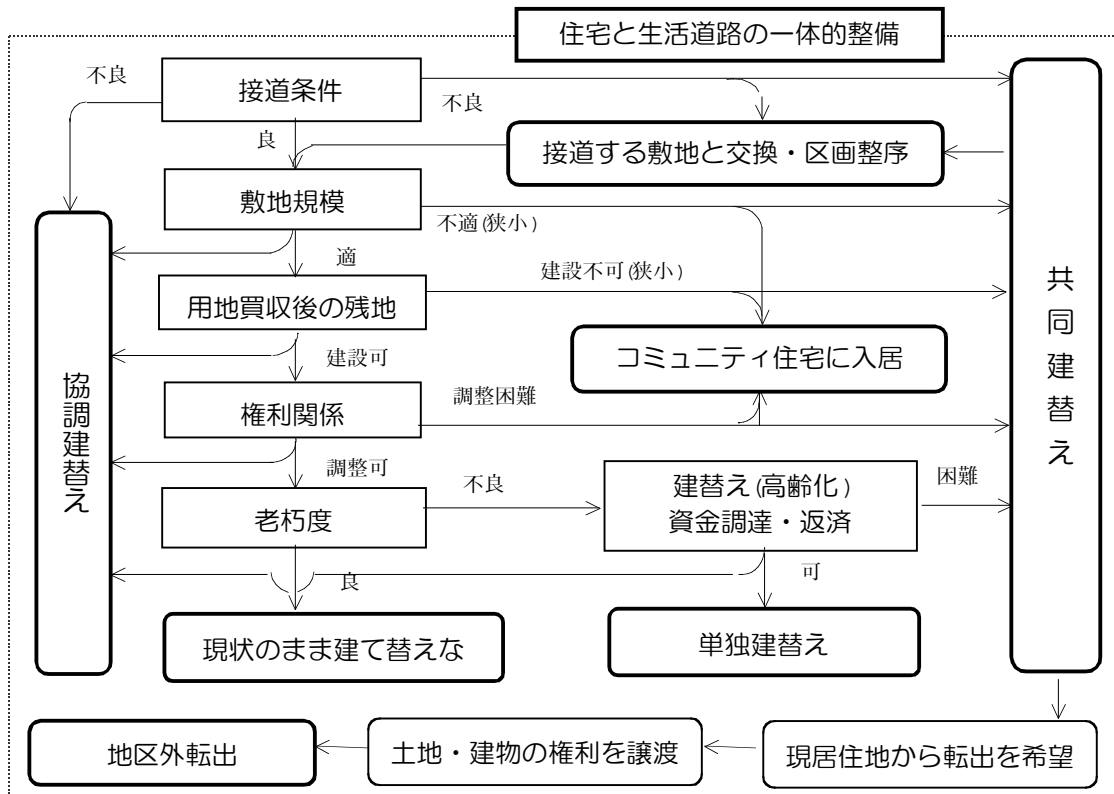 住宅と生活道路の一体的整備
不良
接道条件
不良
良
接道する敷地と交換・区画整序
敷地規模
不適(狭小)
適
建設不可(狭小)
用地買収後の残地
建設可
コミュニティ住宅に入居
権利関係
調整困難
調整可
老朽度
不良
建替え(高齢化)
資金調達・返済
困難
良
可
現状のまま建て替えな
単独建替え
協調建替え
共同建替え
現居住地から転出を希望
土地・建物の権利を譲渡
地区外転出